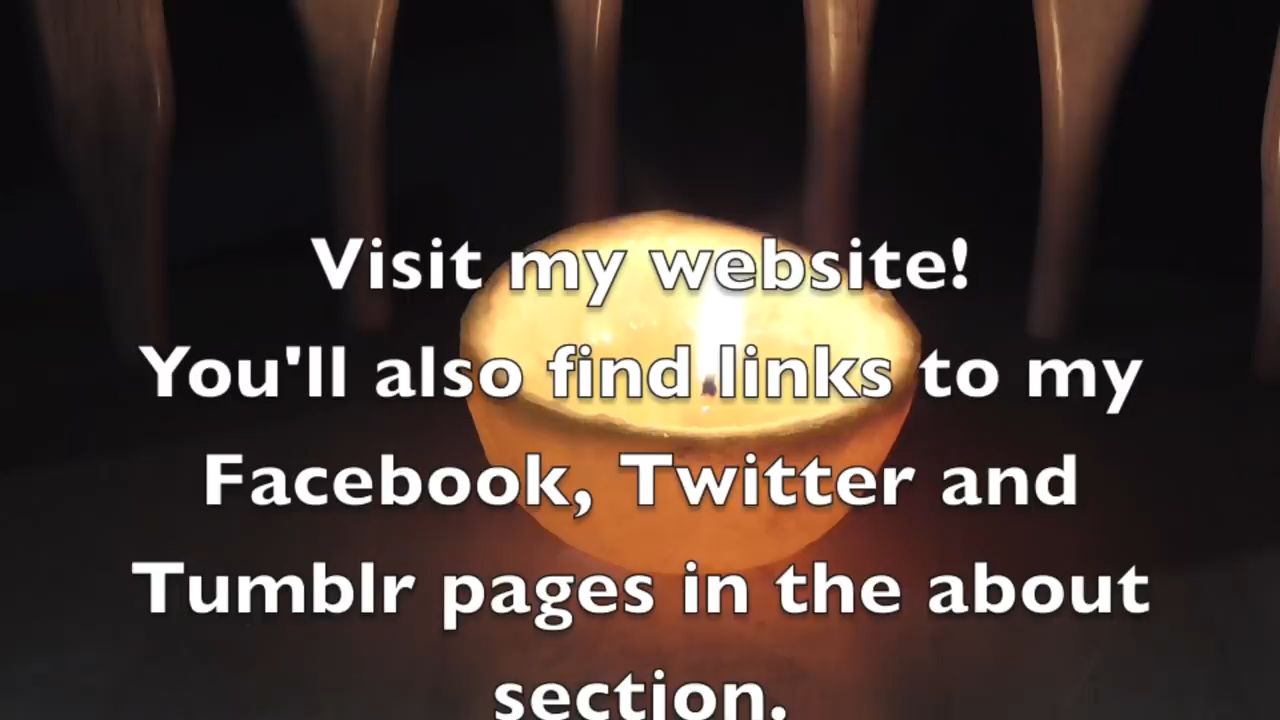 Visit my website!
You'll also find links to my
Facebook, Twitter and
Tumblr pages in the about
section.